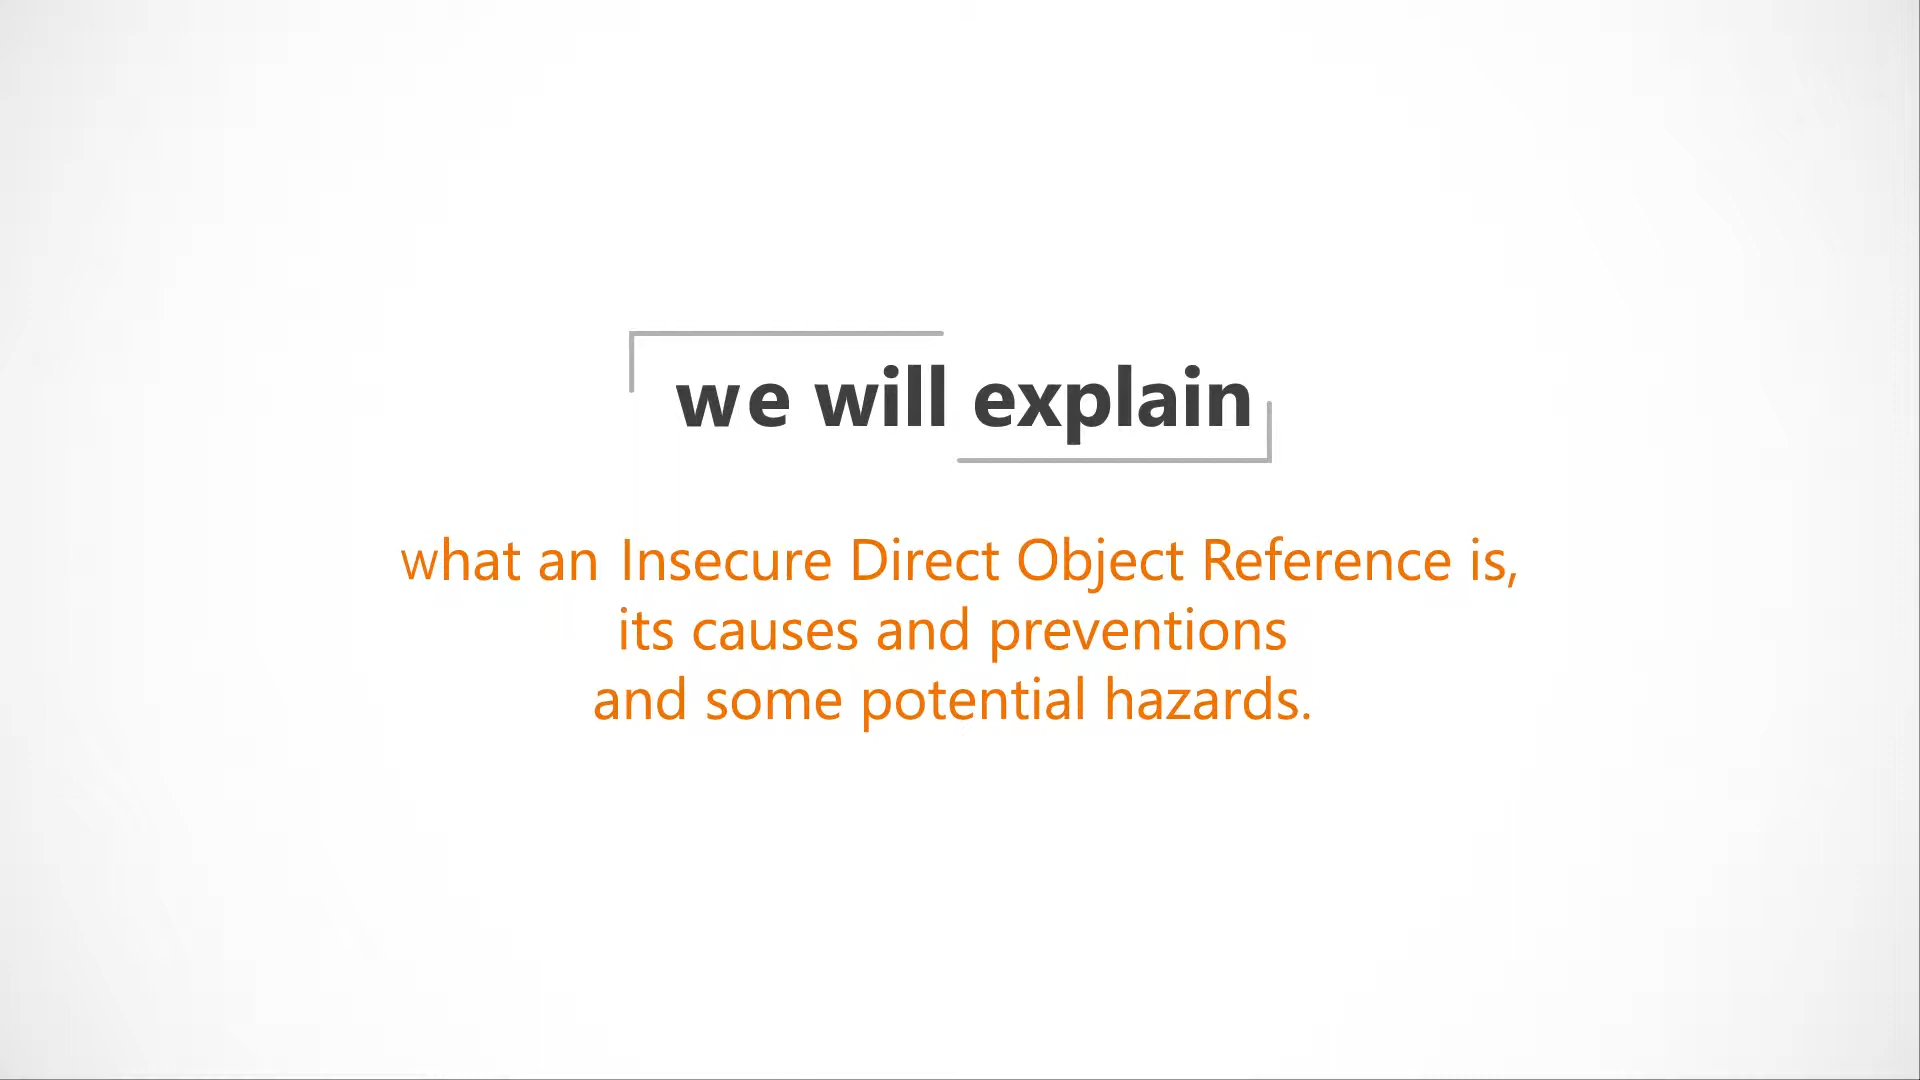 we will explain
what an Insecure Direct Object Reference is,
its causes and preventions
and some potential hazards.